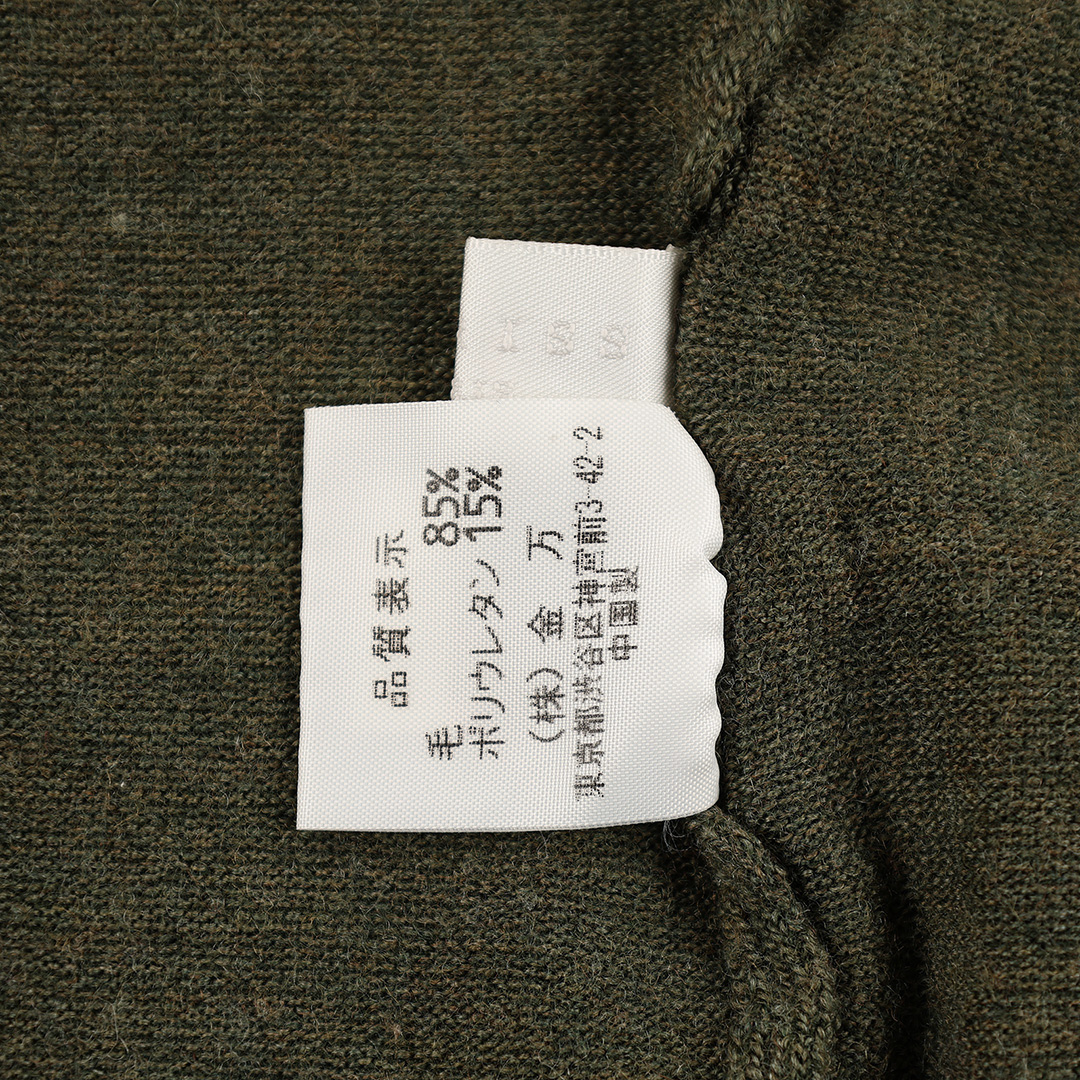 品質表示
毛 85%
ポリウレタン 15%
(株) 金 万
東京都渋谷区神宮前3-42-2
中国製